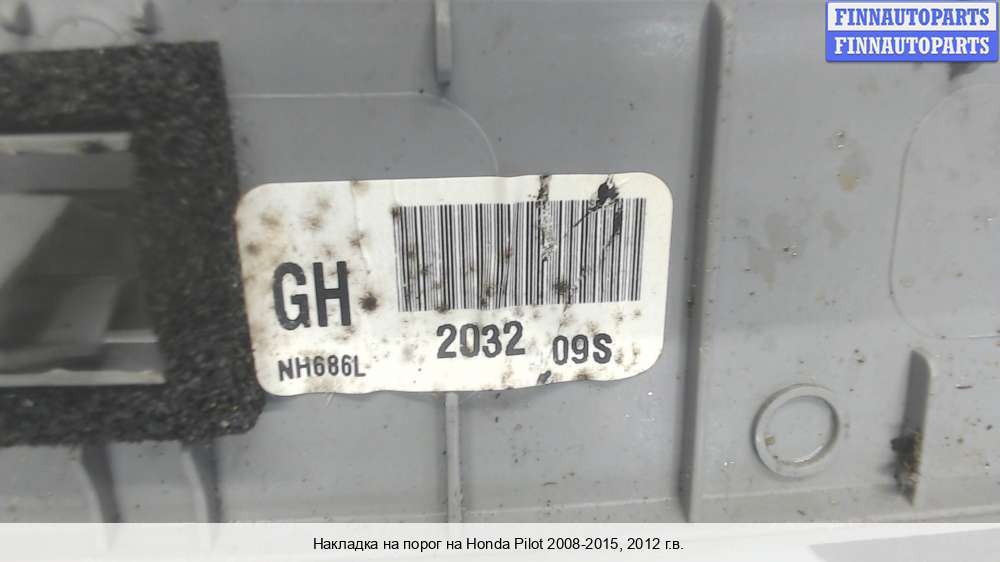 FINNAUTOPARTS
FINNAUTOPARTS
GH
2032 09S
NH686L
Накладка на порог на Honda Pilot 2008-2015, 2012 г.в.